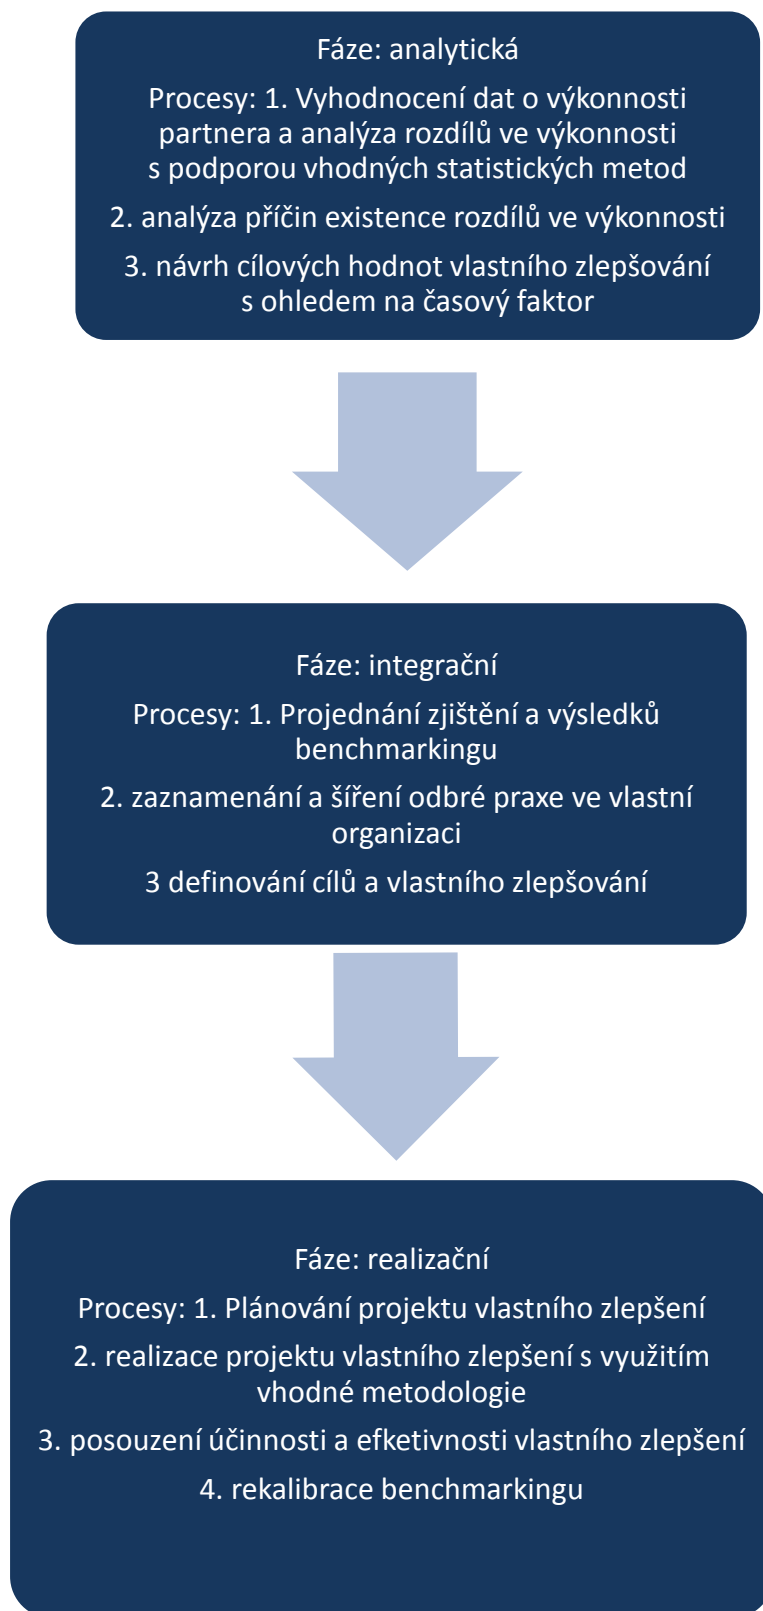 Fáze: analytická
Procesy: 1. Vyhodnocení dat o výkonnosti
partnera a analýza rozdílů ve výkonnosti
s podporou vhodných statistických metod
2. analýza příčin existence rozdílů ve výkonnosti
3. návrh cílových hodnot vlastního zlepšování
s ohledem na časový faktor
Fáze: integrační
Procesy: 1. Projednání zjištění a výsledků
benchmarkingu
2. zaznamenání a šíření odbré praxe ve vlastní
organizaci
3 definování cílů a vlastního zlepšování
Fáze: realizační
Procesy: 1. Plánování projektu vlastního zlepšení
2. realizace projektu vlastního zlepšení s využitím
vhodné metodologie
3. posouzení účinnosti a efketivnosti vlastního zlepšení
4. rekalibrace benchmarkingu